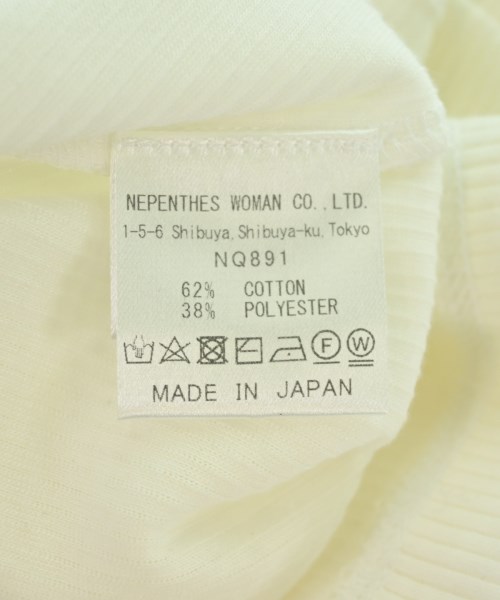 NEPENTHES WOMAN CO.,LTD.
1-5-6 Shibuya, Shibuya-ku, Tokyo
NQ891
62% COTTON
38% POLYESTER
F W
MADE IN JAPAN